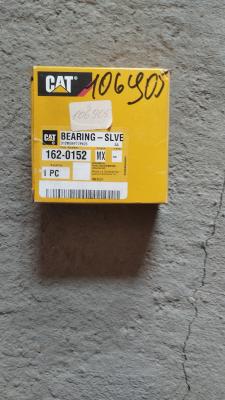 CAT
106905
106905
CAT
BEARING-SLVE
162-0152
MX
1 PC